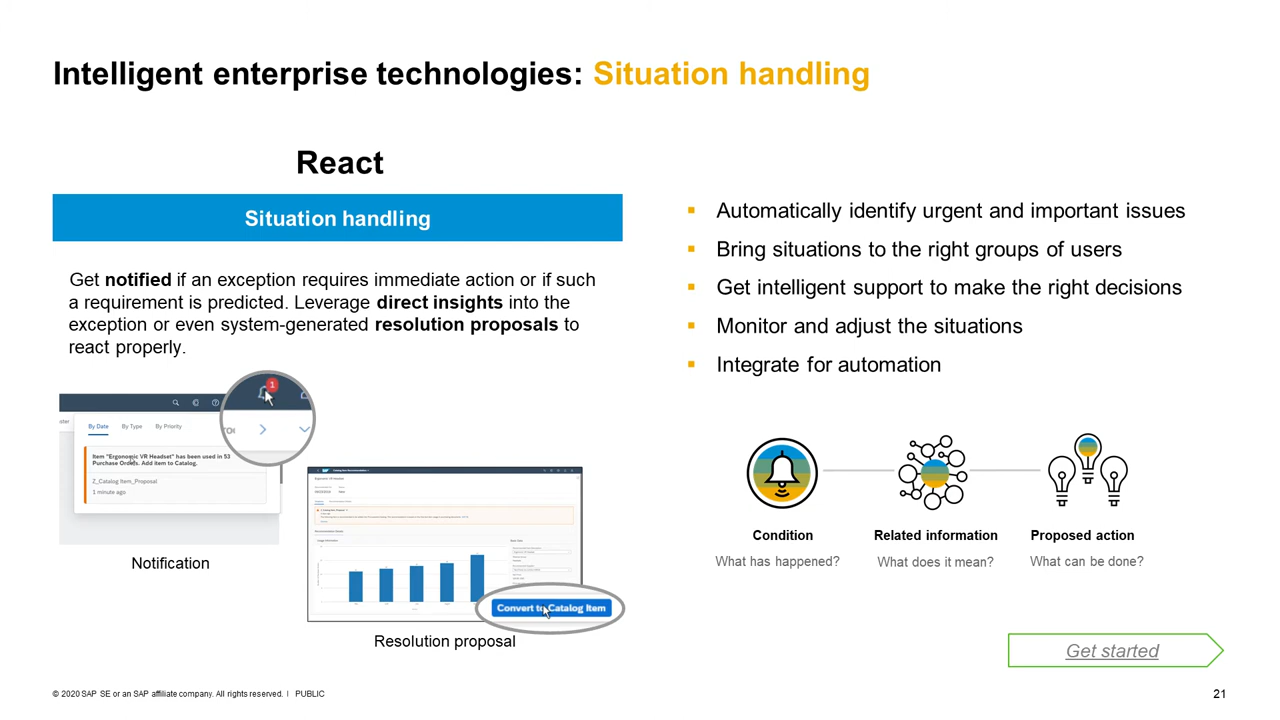 Intelligent enterprise technologies: Situation handling
React
Situation handling
Get notified if an exception requires immediate action or if such
a requirement is predicted. Leverage direct insights into the
exception or even system-generated resolution proposals to
react properly.
1
By Date By Type By Priority
Item "Ergonomic VR Headset" has been used in 53
Purchase Orders. Add item to Catalog.
Z_Catalog Item_Proposal
1 minute ago
Notification
SAP
Convert to Catalog Item
Resolution proposal
Automatically identify urgent and important issues
Bring situations to the right groups of users
Get intelligent support to make the right decisions
Monitor and adjust the situations
Integrate for automation
Condition
What has happened?
Related information
What does it mean?
Proposed action
What can be done?
Get started
© 2020 SAP SE or an SAP affiliate company. All rights reserved. ǀ PUBLIC
21